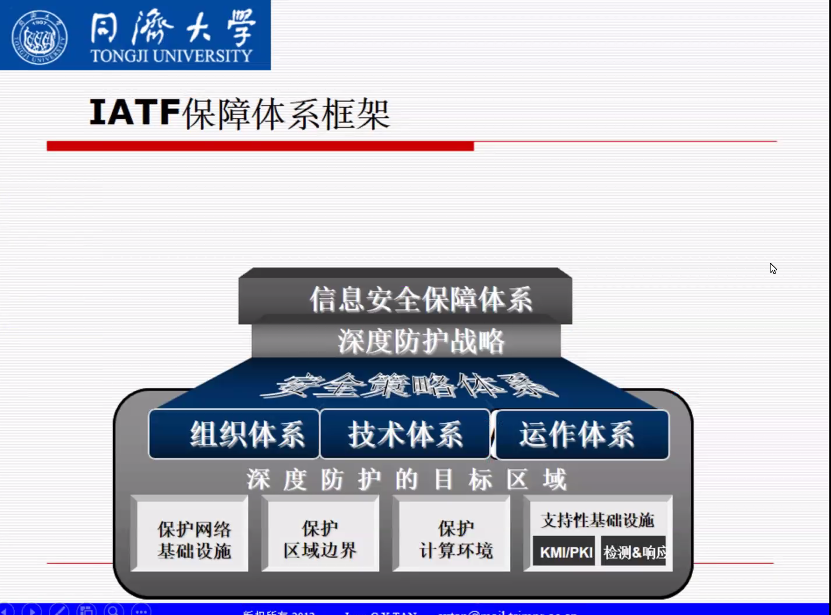 同濟大学
TONGJI UNIVERSITY
IATF保障体系框架
信息安全保障体系
深度防护战略
安全策略体系
组织体系
技术体系
运作体系
深度防护的目标区域
保护网络
基础设施
保护
区域边界
保护
计算环境
支持性基础设施
KMI/PKI
检测&响应